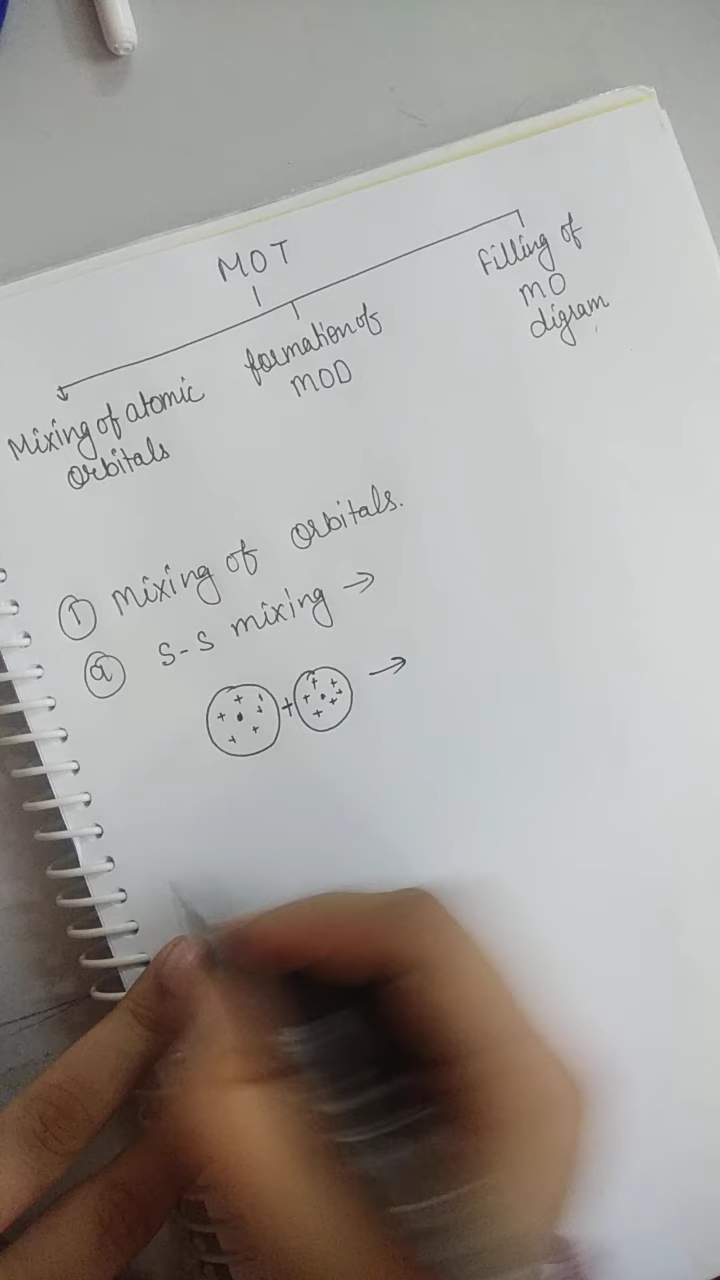 MOT
Mixing of atomic
orbitals
formation of
MOD
Filling of
MO
digram
① Mixing of orbitals.
ⓐ S-S mixing →
+ →